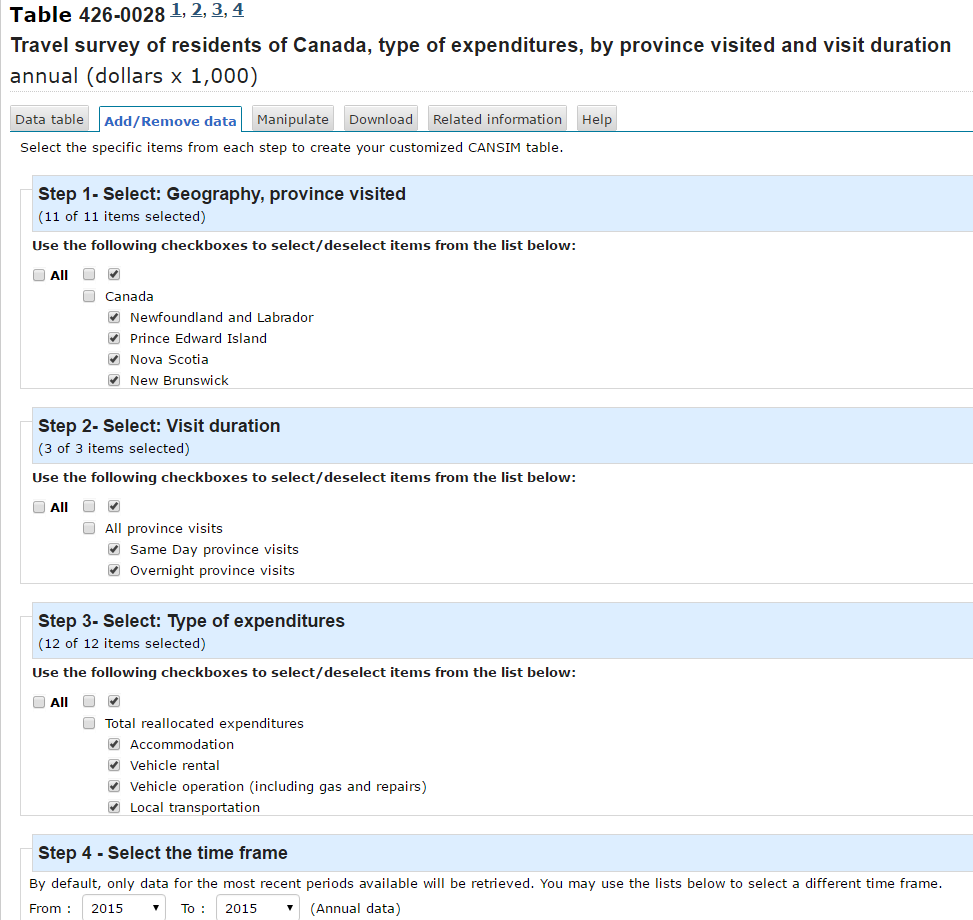 Table 426-0028 1, 2, 3, 4
Travel survey of residents of Canada, type of expenditures, by province visited and visit duration
annual (dollars x 1,000)
Data table Add/Remove data Manipulate Download Related information Help
Select the specific items from each step to create your customized CANSIM table.
Step 1- Select: Geography, province visited
(11 of 11 items selected)
Use the following checkboxes to select/deselect items from the list below:
All
Canada
Newfoundland and Labrador
Prince Edward Island
Nova Scotia
New Brunswick
Step 2- Select: Visit duration
(3 of 3 items selected)
Use the following checkboxes to select/deselect items from the list below:
All
All province visits
Same Day province visits
Overnight province visits
Step 3- Select: Type of expenditures
(12 of 12 items selected)
Use the following checkboxes to select/deselect items from the list below:
All
Total reallocated expenditures
Accommodation
Vehicle rental
Vehicle operation (including gas and repairs)
Local transportation
Step 4 - Select the time frame
By default, only data for the most recent periods available will be retrieved. You may use the lists below to select a different time frame.
From : 2015 To : 2015 (Annual data)